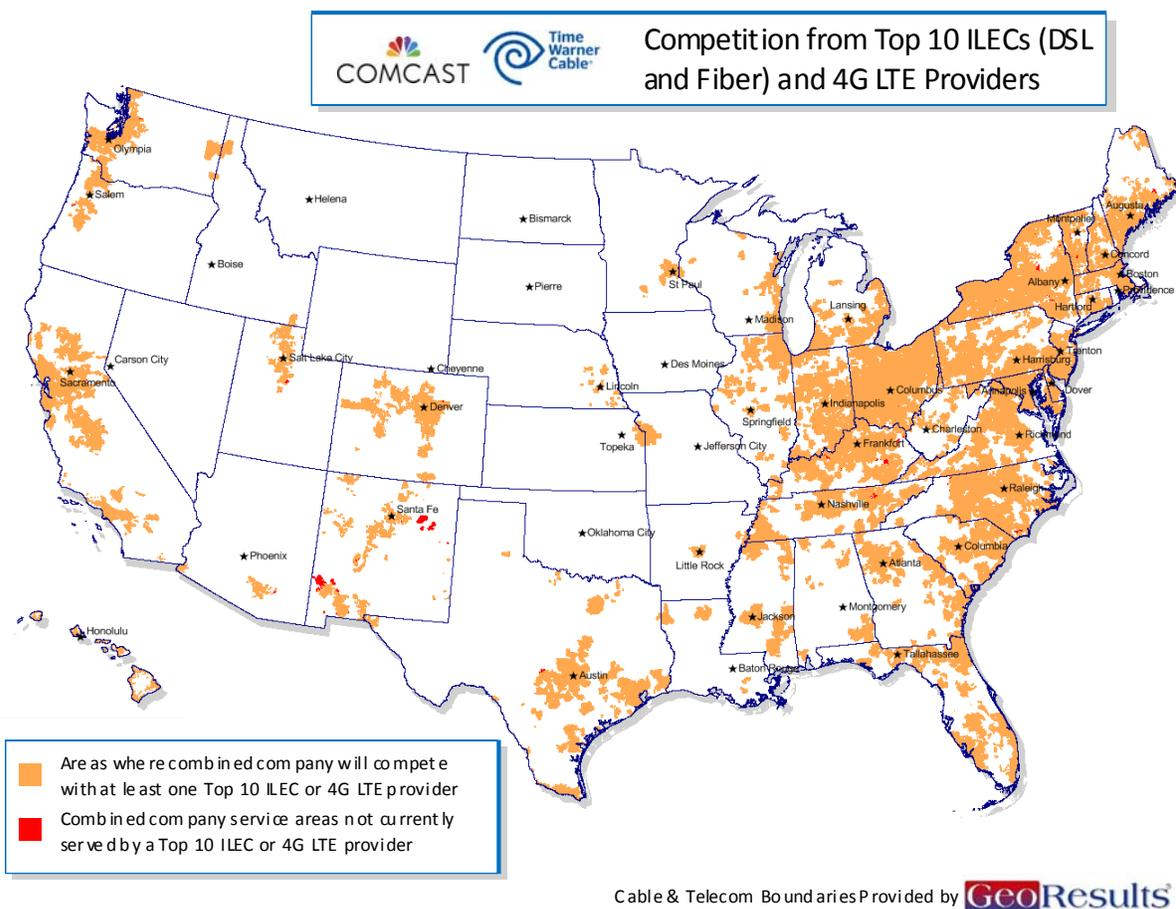 COMCAST
Time
Warner
Cable
Competition from Top 10 ILECs (DSL
and Fiber) and 4G LTE Providers
Olympia
Salem
Helena
Bismarck
Boise
St Paul
Pierre
Montpelier
Augusta
Concord
Boston
Albany
Providence
Hartford
Lansing
Madison
Carson City
Salt Lake City
Cheyenne
Des Moines
Trenton
Harrisburg
Sacramento
Lincoln
Columbus
Annapolis
Dover
Denver
Indianapolis
Springfield
Charleston
Richmond
Topeka
Jefferson City
Frankfort
Raleigh
Santa Fe
Nashville
Oklahoma City
Columbia
Phoenix
Little Rock
Atlanta
Montgomery
Jackson
Honolulu
Tallahassee
Baton Rouge
Austin
Areas where combined company will compete
with at least one Top 10 ILEC or 4G LTE provider
Combined company service areas not currently
served by a Top 10 ILEC or 4G LTE provider
Cable & Telecom Boundaries Provided by GeoResults®